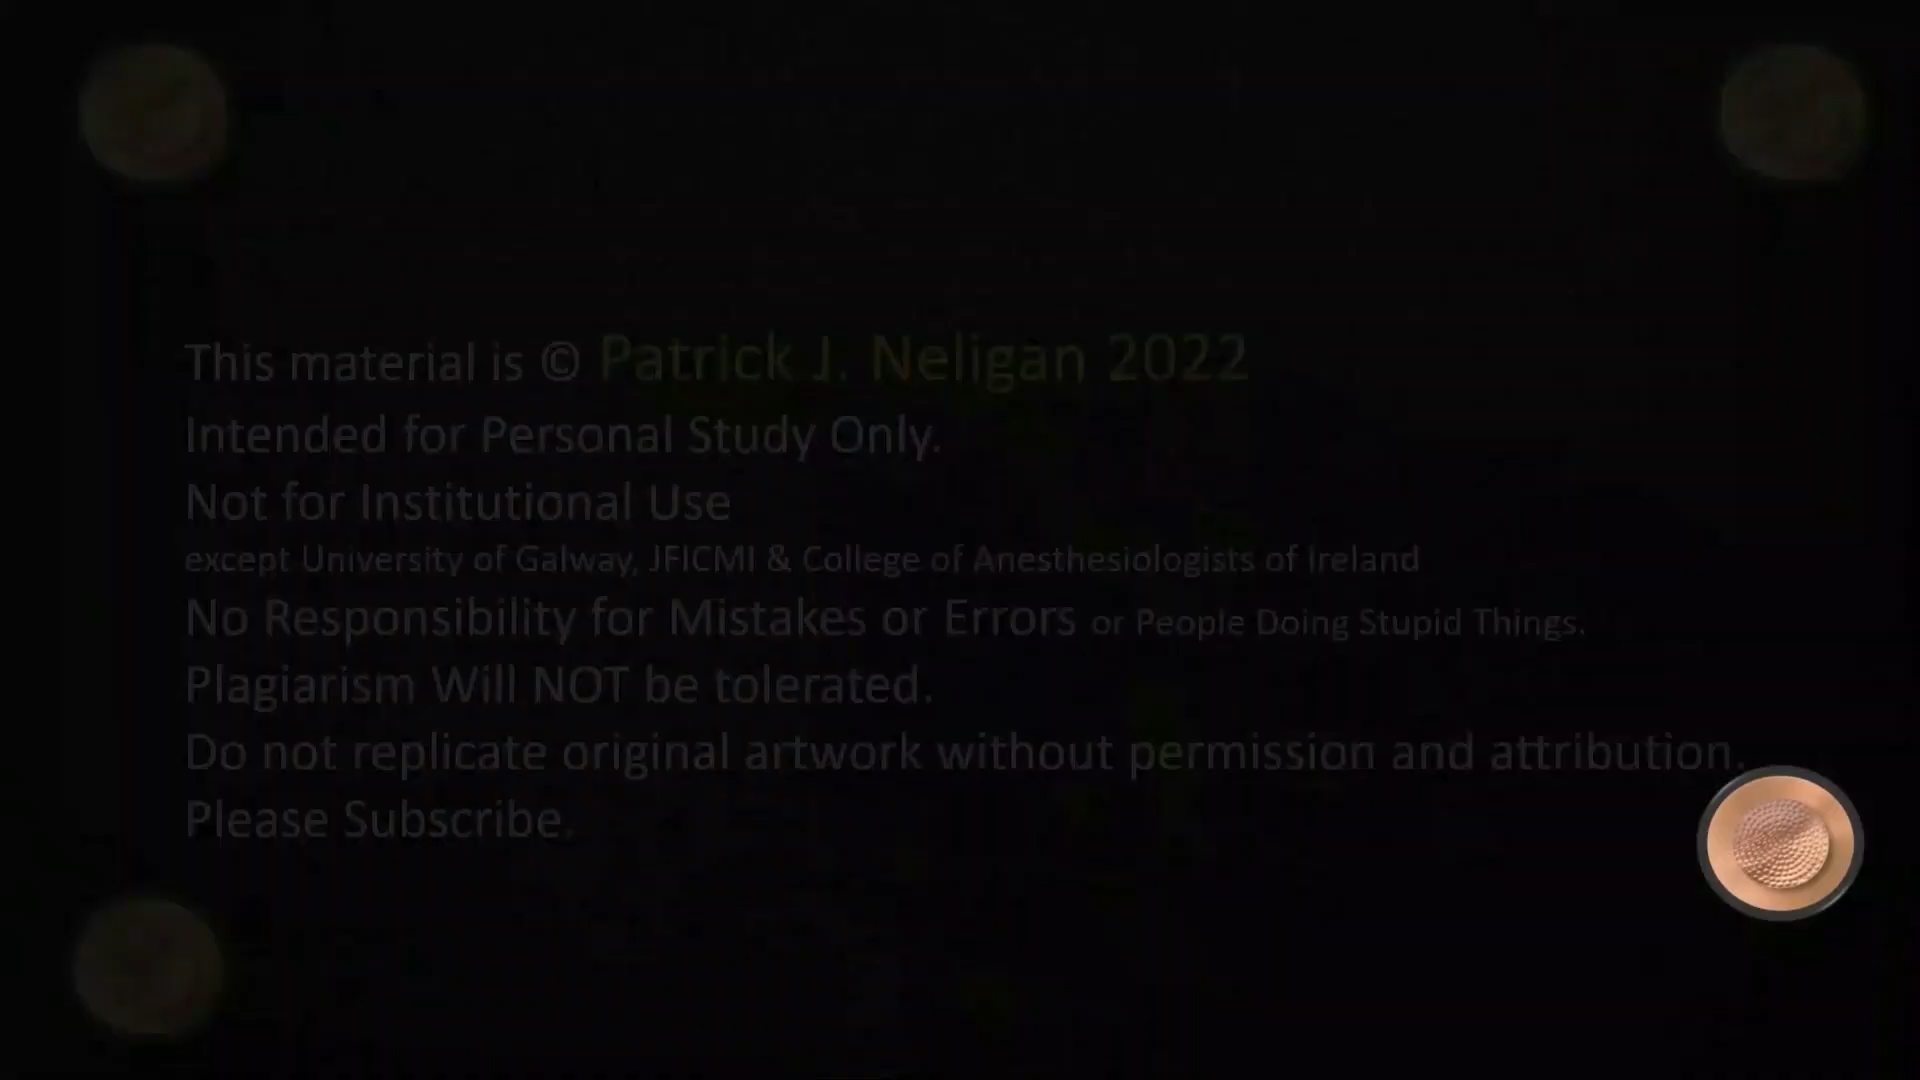 This material is © Patrick J. Neligan 2022
Intended for Personal Study Only.
Not for Institutional Use
except University of Galway, JFICMI & College of Anesthesiologists of Ireland
No Responsibility for Mistakes or Errors or People Doing Stupid Things.
Plagiarism Will NOT be tolerated.
Do not replicate original artwork without permission and attribution.
Please Subscribe.